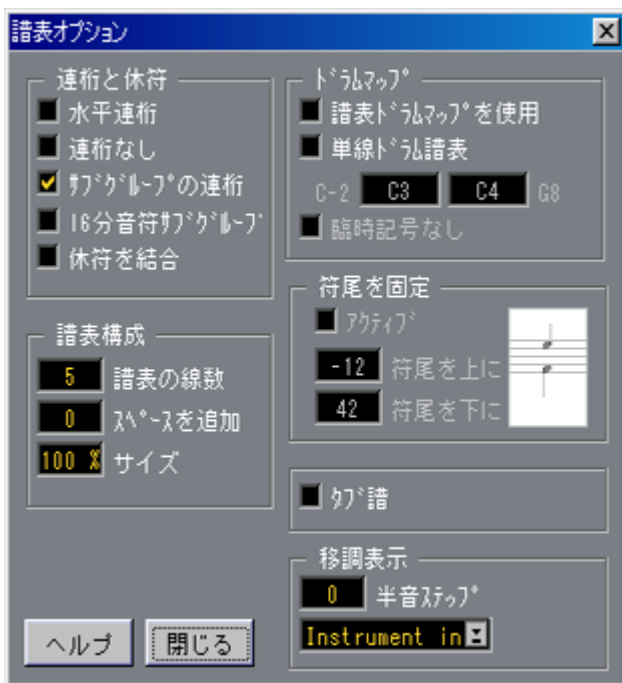 譜表オプション
連桁と休符
水平連桁
連桁なし
ｻﾌﾞｸﾞﾙｰﾌﾟの連桁
16分音符ｻﾌﾞｸﾞﾙｰﾌﾟ
休符を結合
譜表構成
5 譜表の線数
0 ｽﾍﾟｰｽを追加
100 % サイズ
ヘルプ 閉じる
ﾄﾞﾗﾑﾏｯﾌﾟ
譜表ﾄﾞﾗﾑﾏｯﾌﾟを使用
単線ﾄﾞﾗﾑ譜表
C-2 C3 C4 G8
臨時記号なし
符尾を固定
ｱｸﾃｨﾌﾞ
-12 符尾を上に
42 符尾を下に
ﾀﾌﾞ譜
移調表示
0 半音ｽﾃｯﾌﾟ
Instrument in